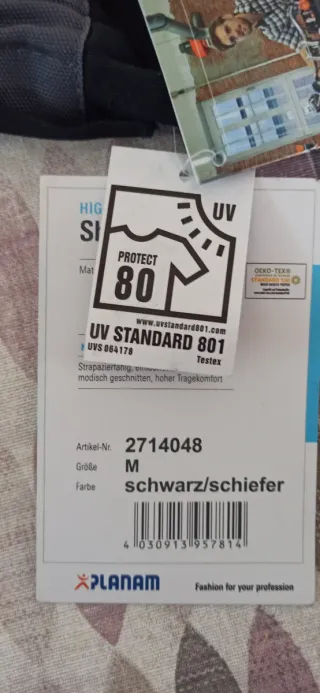 UV
PROTECT
80
www.uvstandard801.com
UV STANDARD 801
UVS 064178
Testex
HIG
OEKO-TEX®
STANDARD 100
modisch geschnitten, hoher Tragekomfort
Artikel-Nr. 2714048
Größe M
Farbe schwarz/schiefer
4 030913 957814
PLANAM
Fashion for your profession